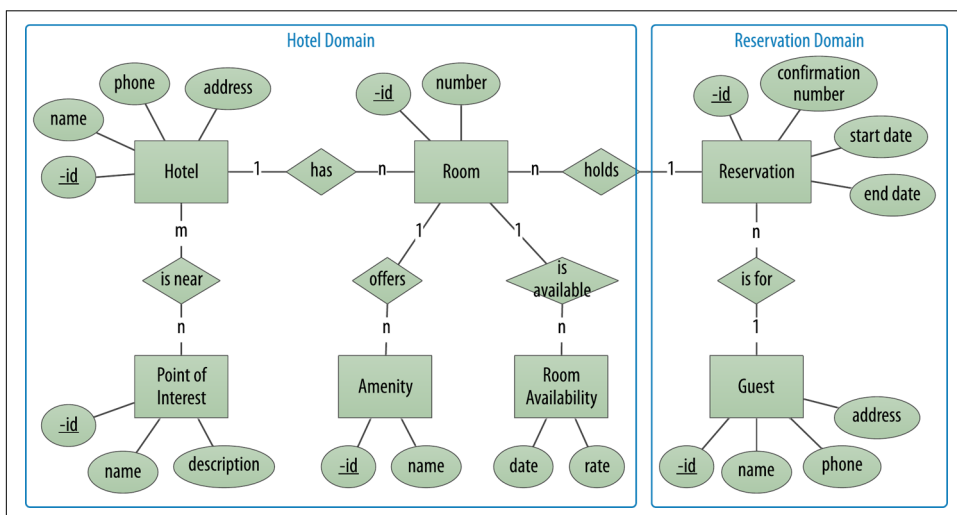 Hotel Domain
Reservation Domain
phone
address
name
-id
Hotel
1
has
n
-id
number
Room
n
holds
1
-id
confirmation
number
start date
end date
Reservation
m
is near
n
Point of
Interest
-id
name
description
1
offers
n
Amenity
-id
name
1
is
available
n
Room
Availability
date
rate
n
is for
1
Guest
address
-id
name
phone